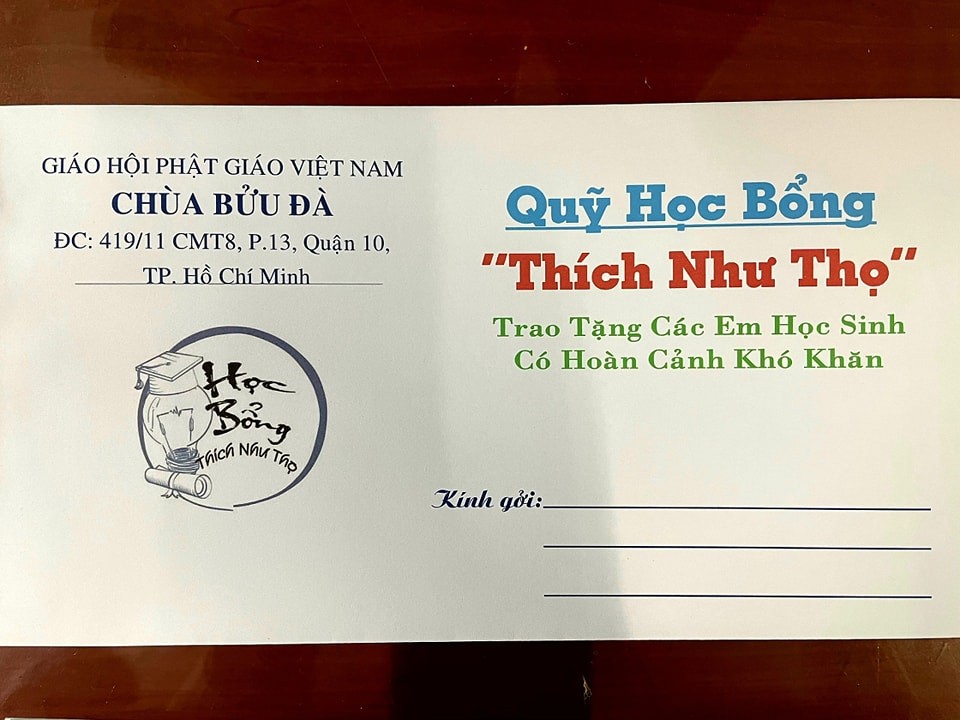 GIÁO HỘI PHẬT GIÁO VIỆT NAM
CHÙA BỬU ĐÀ
ĐC: 419/11 CMT8, P.13, Quận 10,
TP. Hồ Chí Minh
Học
Bổng
Thích Như Thọ
Quỹ Học Bổng
“Thích Như Thọ”
Trao Tặng Các Em Học Sinh
Có Hoàn Cảnh Khó Khăn
Kính gởi: